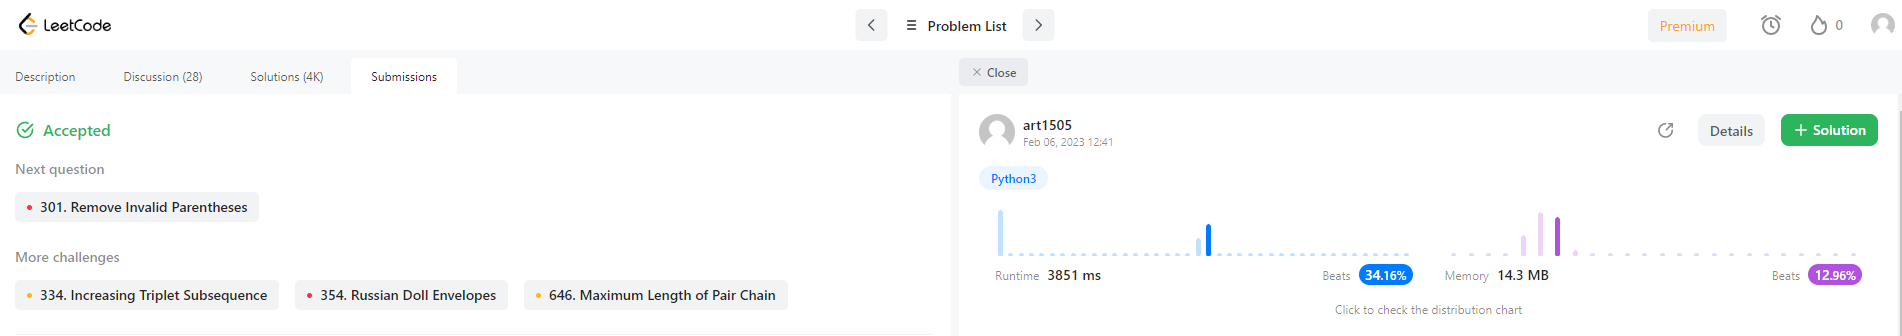 LeetCode
Problem List
Premium
0
Description
Discussion (28)
Solutions (4K)
Submissions
Close
Accepted
Next question
301. Remove Invalid Parentheses
More challenges
334. Increasing Triplet Subsequence
354. Russian Doll Envelopes
646. Maximum Length of Pair Chain
art1505
Feb 06, 2023 12:41
Details
+ Solution
Python3
Runtime 3851 ms
Beats 34.16%
Memory 14.3 MB
Beats 12.96%
Click to check the distribution chart